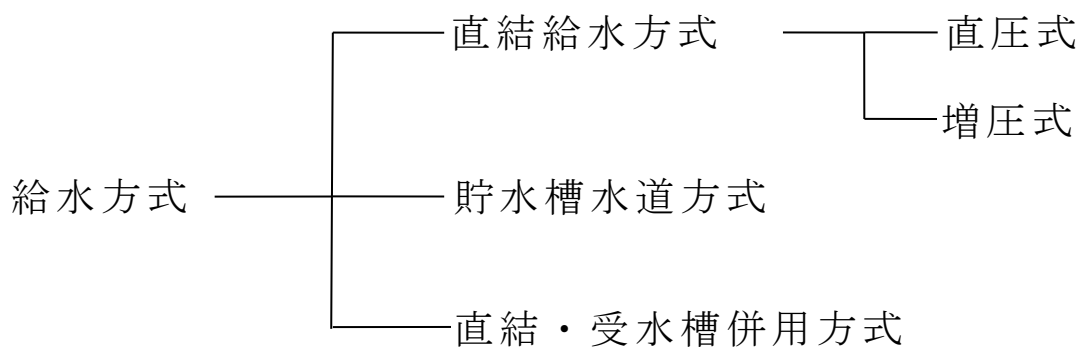 直結給水方式
直圧式
増圧式
給水方式
貯水槽水道方式
直結・受水槽併用方式